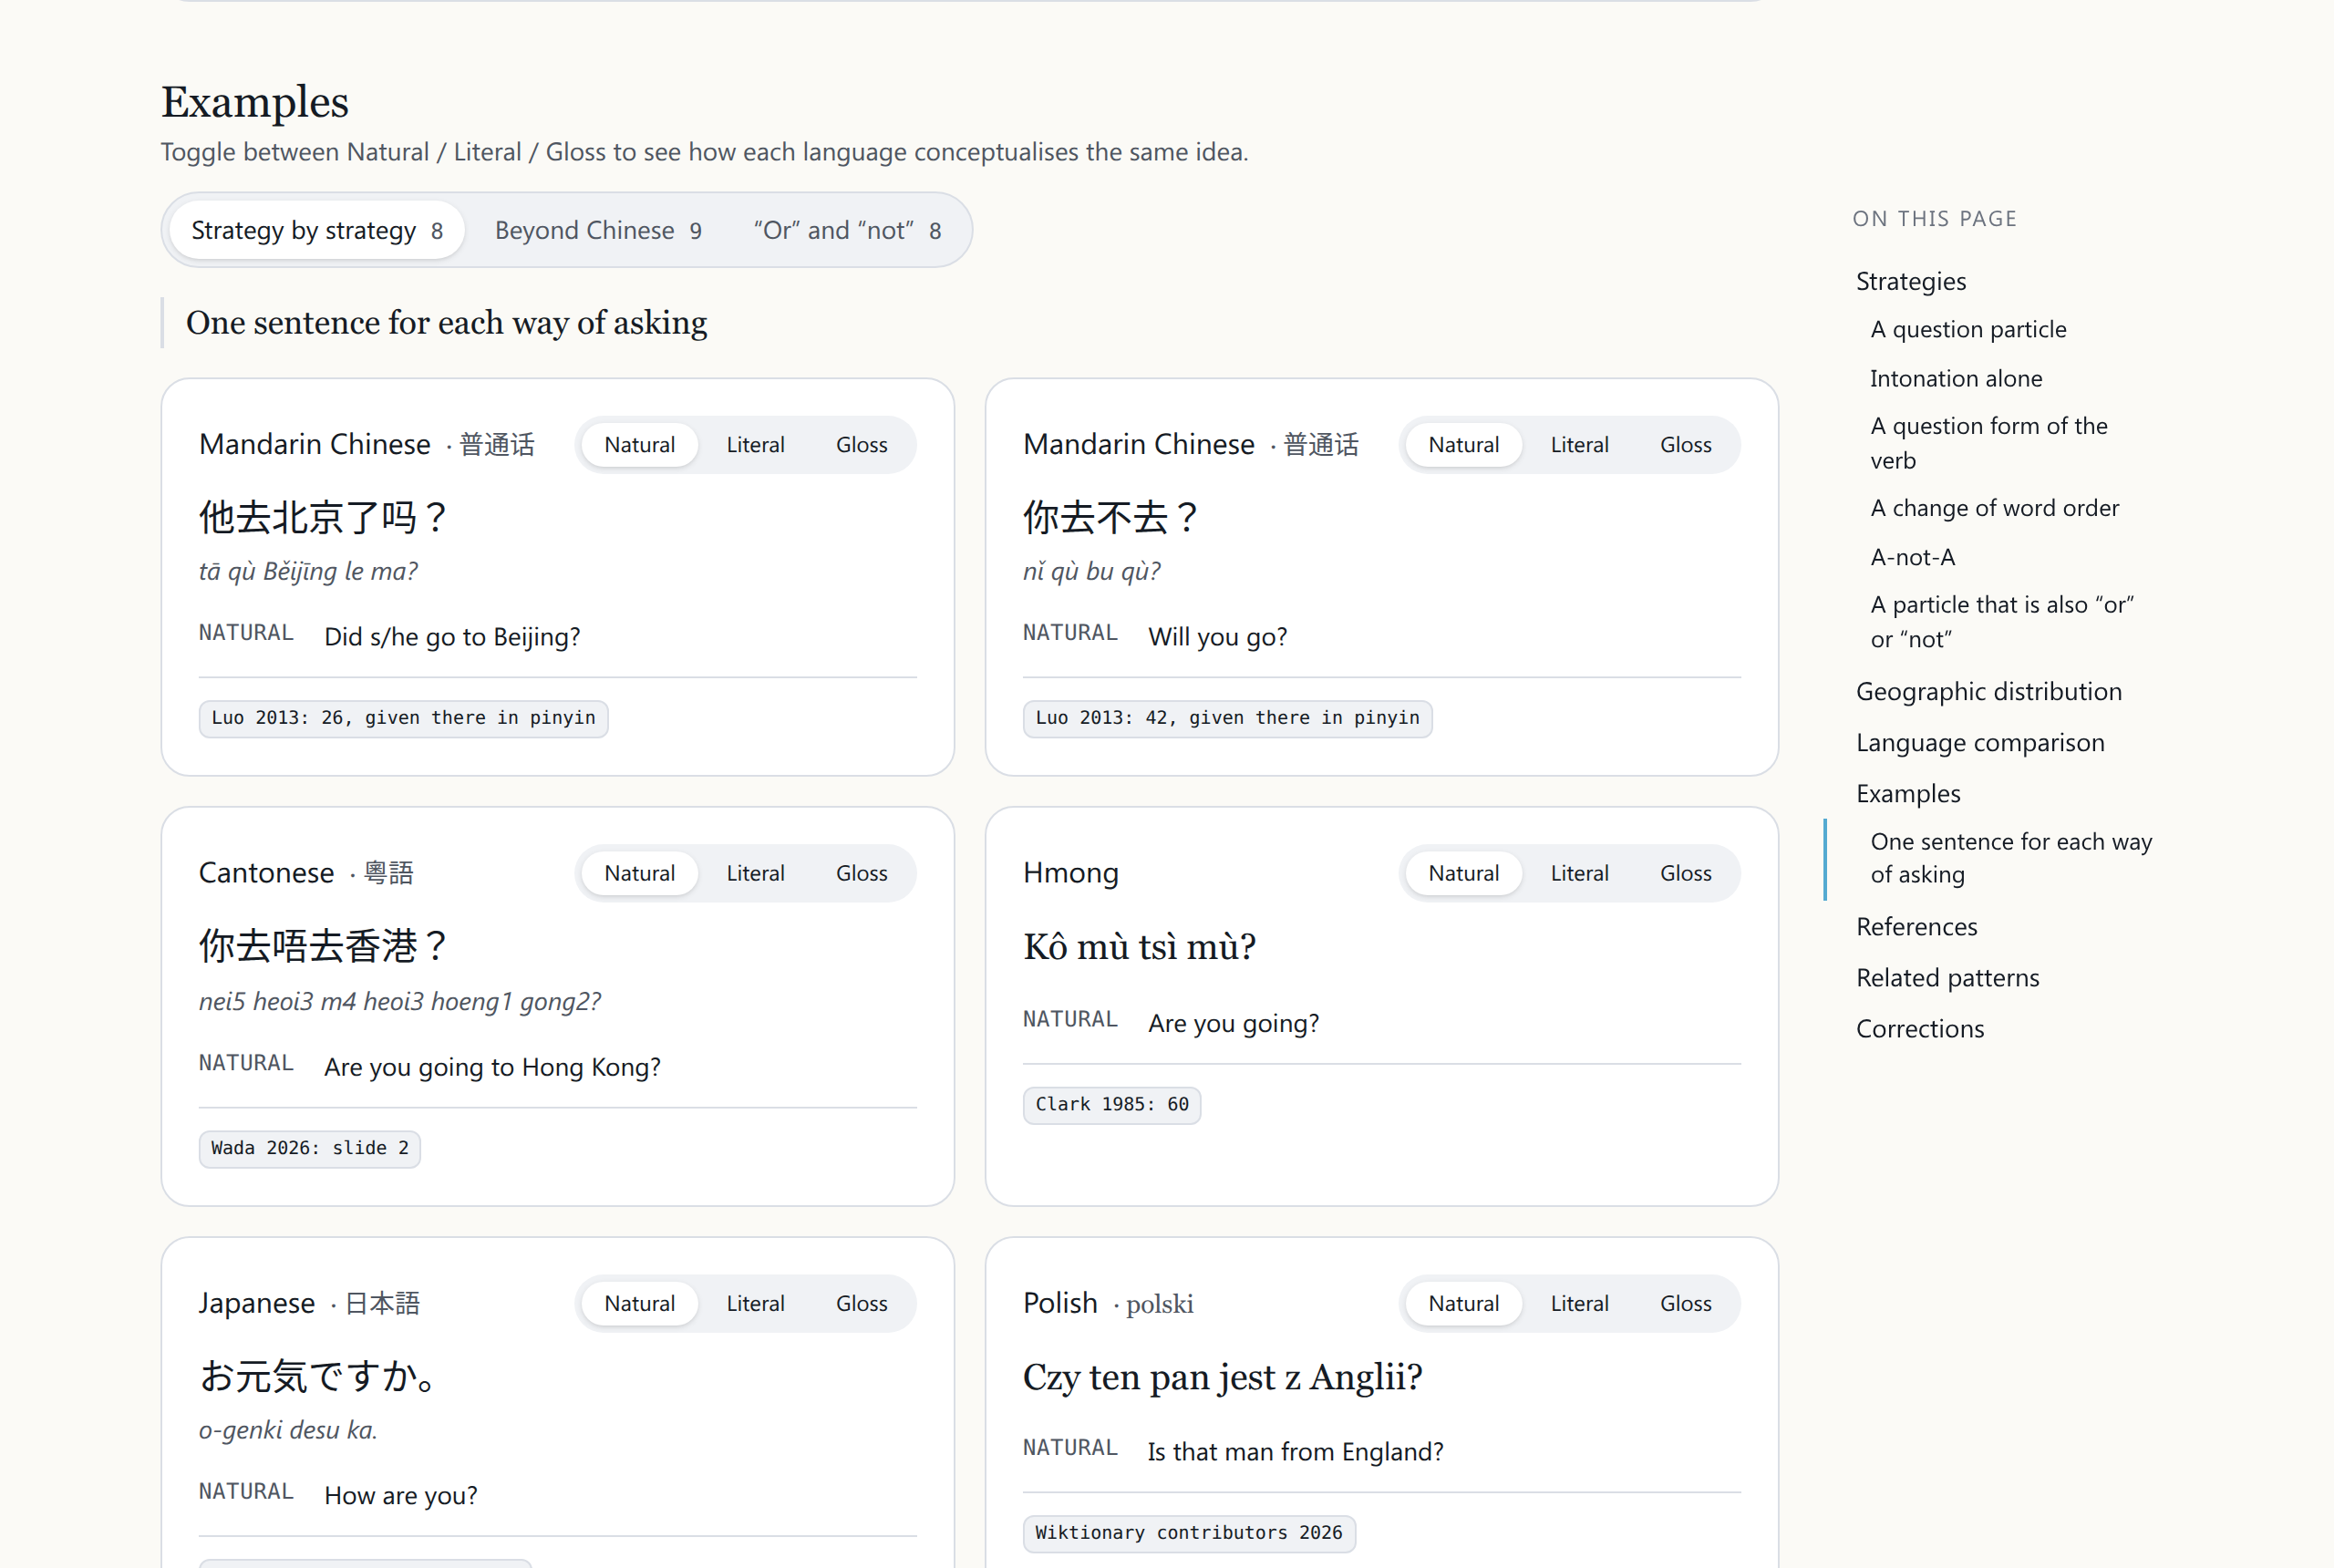 Examples
Toggle between Natural / Literal / Gloss to see how each language conceptualises the same idea.
Strategy by strategy 8 Beyond Chinese 9 “Or” and “not” 8
One sentence for each way of asking
Mandarin Chinese · 普通话 Natural Literal Gloss
他去北京了吗？
tā qù Běijīng le ma?
NATURAL Did s/he go to Beijing?
Luo 2013: 26, given there in pinyin
Mandarin Chinese · 普通话 Natural Literal Gloss
你去不去？
nǐ qù bu qù?
NATURAL Will you go?
Luo 2013: 42, given there in pinyin
Cantonese · 粵語 Natural Literal Gloss
你去唔去香港？
nei5 heoi3 m4 heoi3 hoeng1 gong2?
NATURAL Are you going to Hong Kong?
Wada 2026: slide 2
Hmong Natural Literal Gloss
Kô mù tsì mù?
NATURAL Are you going?
Clark 1985: 60
Japanese · 日本語 Natural Literal Gloss
お元気ですか。
o-genki desu ka.
NATURAL How are you?
Polish · polski Natural Literal Gloss
Czy ten pan jest z Anglii?
NATURAL Is that man from England?
Wiktionary contributors 2026
ON THIS PAGE
Strategies
A question particle
Intonation alone
A question form of the
verb
A change of word order
A-not-A
A particle that is also “or”
or “not”
Geographic distribution
Language comparison
Examples
One sentence for each way
of asking
References
Related patterns
Corrections